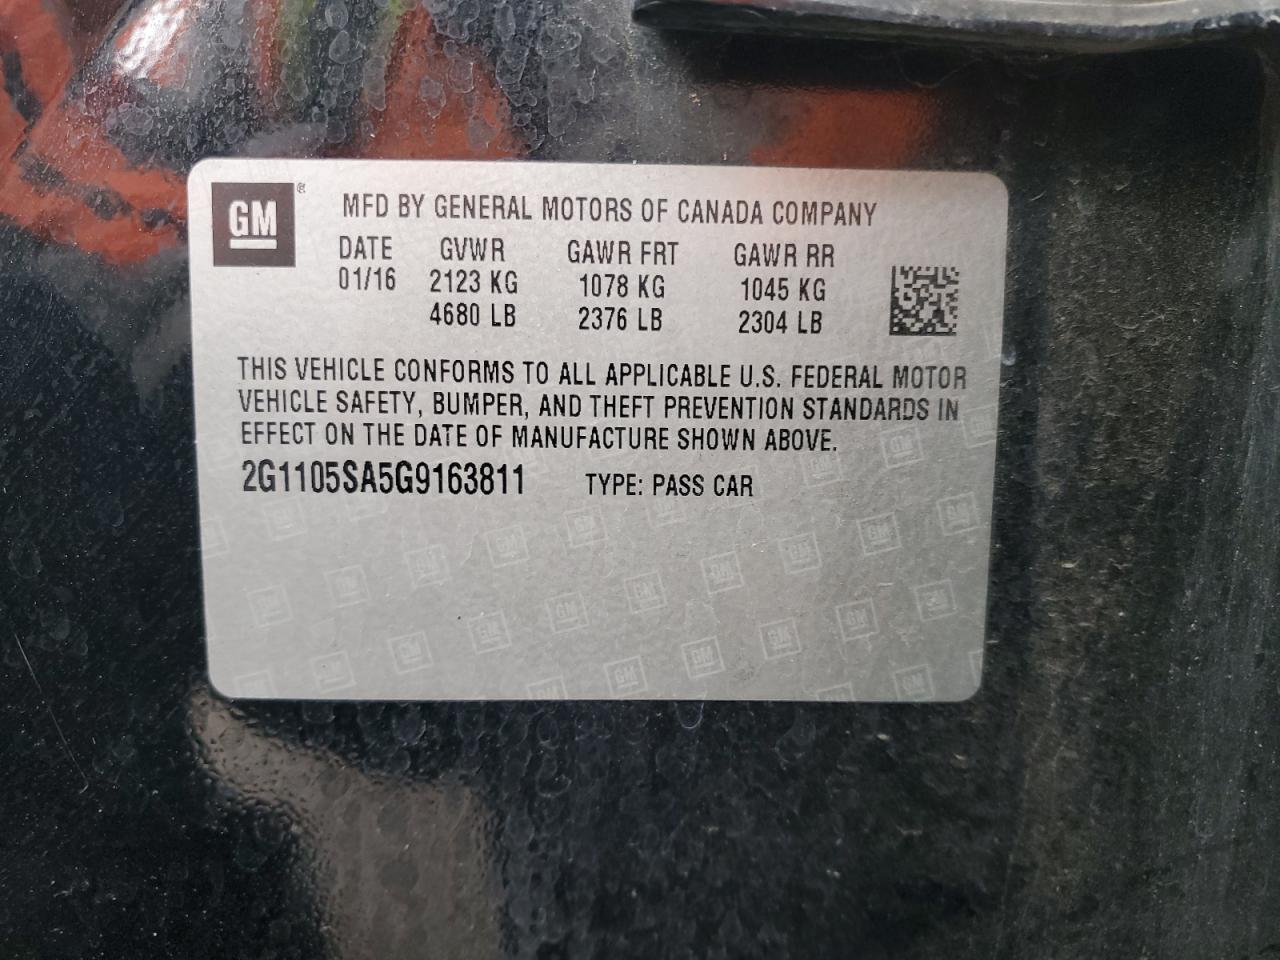 GM ®
MFD BY GENERAL MOTORS OF CANADA COMPANY
DATE GVWR GAWR FRT GAWR RR
01/16 2123 KG 1078 KG 1045 KG
4680 LB 2376 LB 2304 LB
THIS VEHICLE CONFORMS TO ALL APPLICABLE U.S. FEDERAL MOTOR
VEHICLE SAFETY, BUMPER, AND THEFT PREVENTION STANDARDS IN
EFFECT ON THE DATE OF MANUFACTURE SHOWN ABOVE.
2G1105SA5G9163811 TYPE: PASS CAR